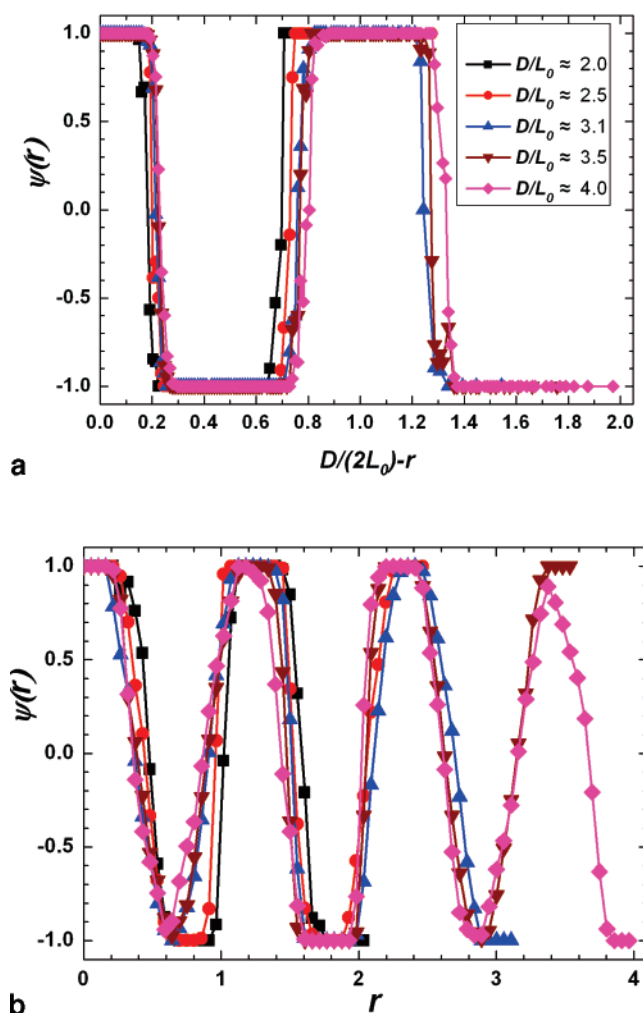 ψ(r)
1.0
0.5
0.0
-0.5
-1.0
D/L₀ ≈ 2.0
D/L₀ ≈ 2.5
D/L₀ ≈ 3.1
D/L₀ ≈ 3.5
D/L₀ ≈ 4.0
0.0 0.2 0.4 0.6 0.8 1.0 1.2 1.4 1.6 1.8 2.0
D/(2L₀)-r
a
ψ(r)
1.0
0.5
0.0
-0.5
-1.0
0 1 2 3 4
r
b